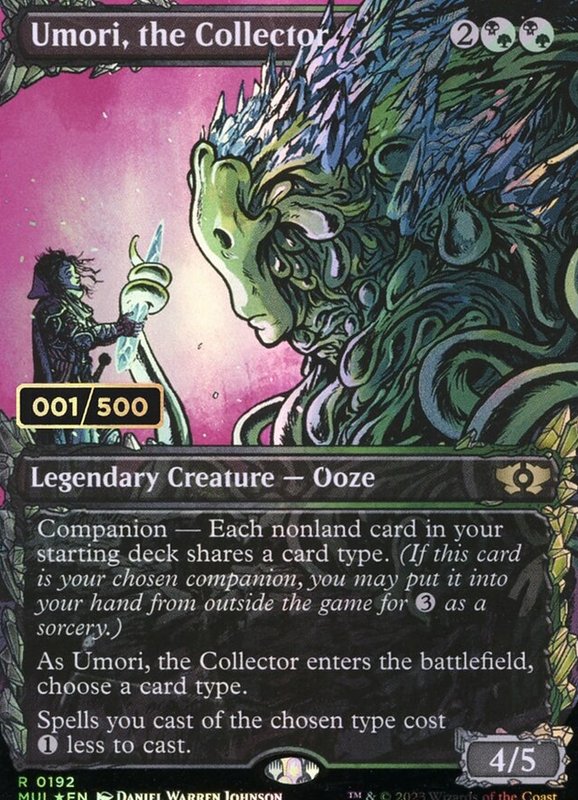 Umori, the Collector
2
001/500
Legendary Creature — Ooze
Companion — Each nonland card in your
starting deck shares a card type. (If this card
is your chosen companion, you may put it into
your hand from outside the game for 3 as a
sorcery.)
As Umori, the Collector enters the battlefield,
choose a card type.
Spells you cast of the chosen type cost
1 less to cast.
4/5
R 0192
MUL★EN DANIEL WARREN JOHNSON
™ & © 2023 Wizards of the Coast